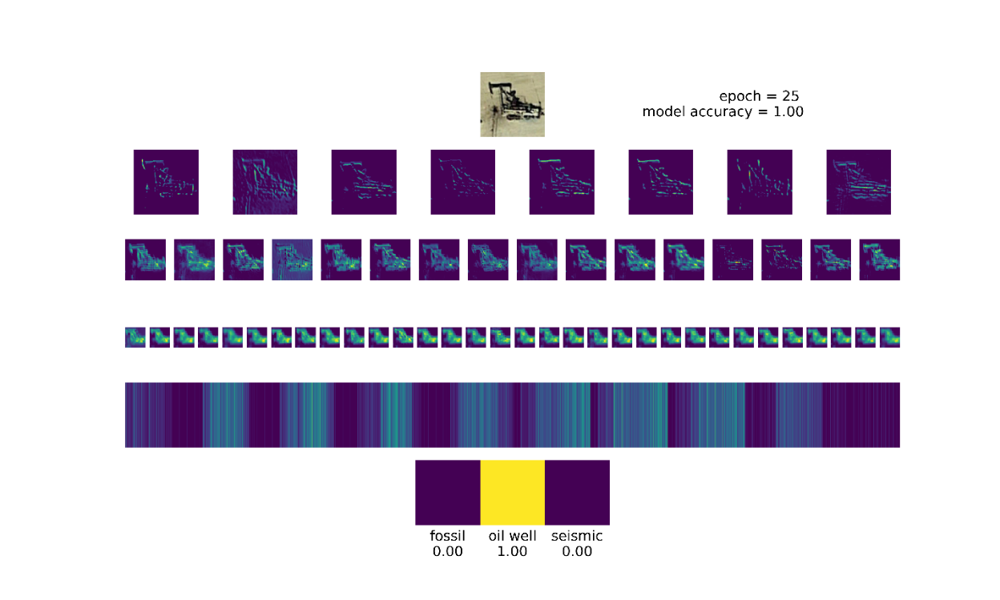 epoch = 25
model accuracy = 1.00
fossil oil well seismic
0.00 1.00 0.00